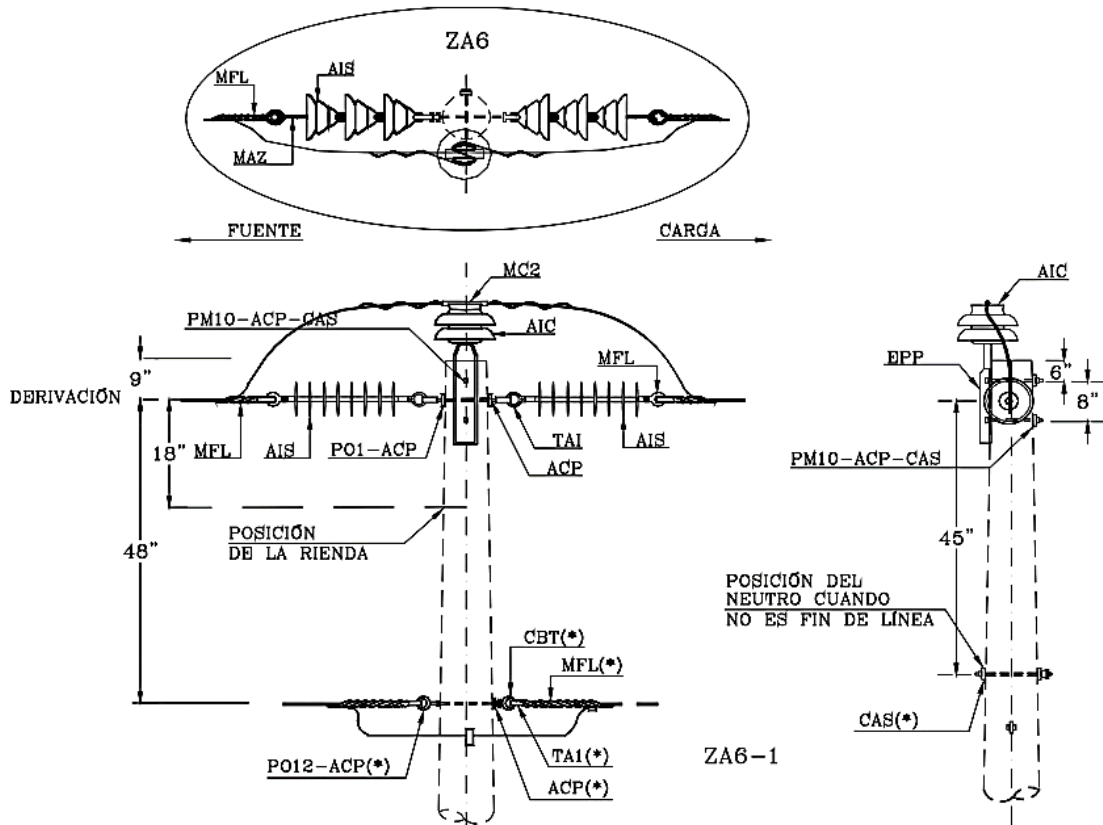 ZA6
MFL
AIS
MAZ
FUENTE
CARGA
MC2
PM10-ACP-CAS
AIC
MFL
9"
DERIVACIÓN
MFL
AIS
PO1-ACP
TAI
AIS
ACP
18"
POSICIÓN
DE LA RIENDA
48"
CBT(*)
MFL(*)
PO12-ACP(*)
TA1(*)
ACP(*)
ZA6-1
AIC
EPP
6"
8"
PM10-ACP-CAS
45"
POSICIÓN DEL
NEUTRO CUANDO
NO ES FIN DE LÍNEA
CAS(*)